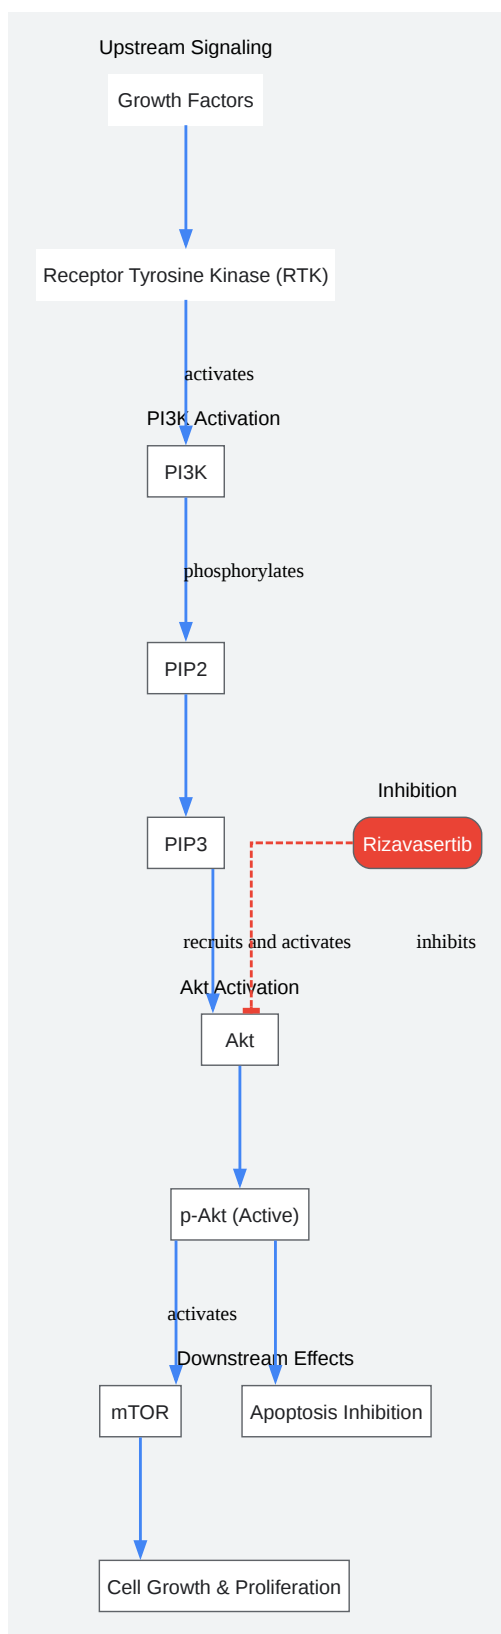 Upstream Signaling
Growth Factors
Receptor Tyrosine Kinase (RTK)
activates
PI3K Activation
PI3K
phosphorylates
PIP2
Inhibition
PIP3
Rizavasertib
recruits and activates
inhibits
Akt Activation
Akt
p-Akt (Active)
activates
Downstream Effects
mTOR
Apoptosis Inhibition
Cell Growth & Proliferation